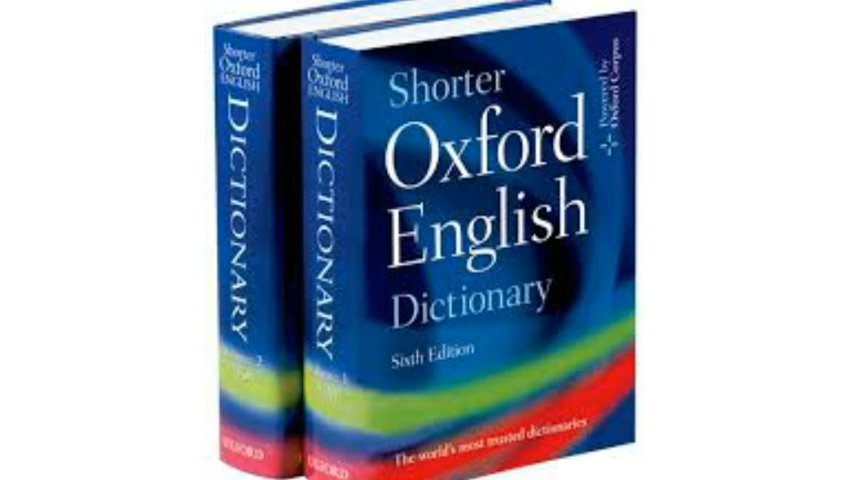 Shorter
Oxford
ENGLISH
DICTIONARY
OXFORD
Shorter
Oxford
ENGLISH
DICTIONARY
OXFORD
Shorter
Oxford
English
Dictionary
Sixth Edition
The world's most trusted dictionaries
Powered by
Oxford Corpus